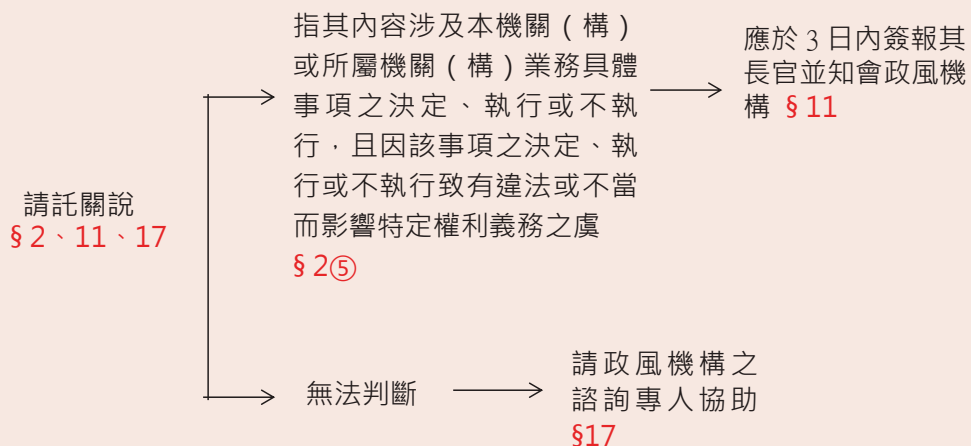 請託關說
§ 2、11、17
指其內容涉及本機關（構）
或所屬機關（構）業務具體
事項之決定、執行或不執
行，且因該事項之決定、執
行或不執行致有違法或不當
而影響特定權利義務之虞
§ 2⑤
應於 3 日內簽報其
長官並知會政風機
構 § 11
無法判斷
請政風機構之
諮詢專人協助
§17